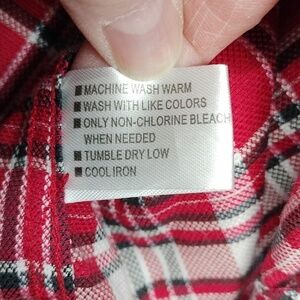 ■ MACHINE WASH WARM
■ WASH WITH LIKE COLORS
■ ONLY NON-CHLORINE BLEACH
WHEN NEEDED
■ TUMBLE DRY LOW
■ COOL IRON